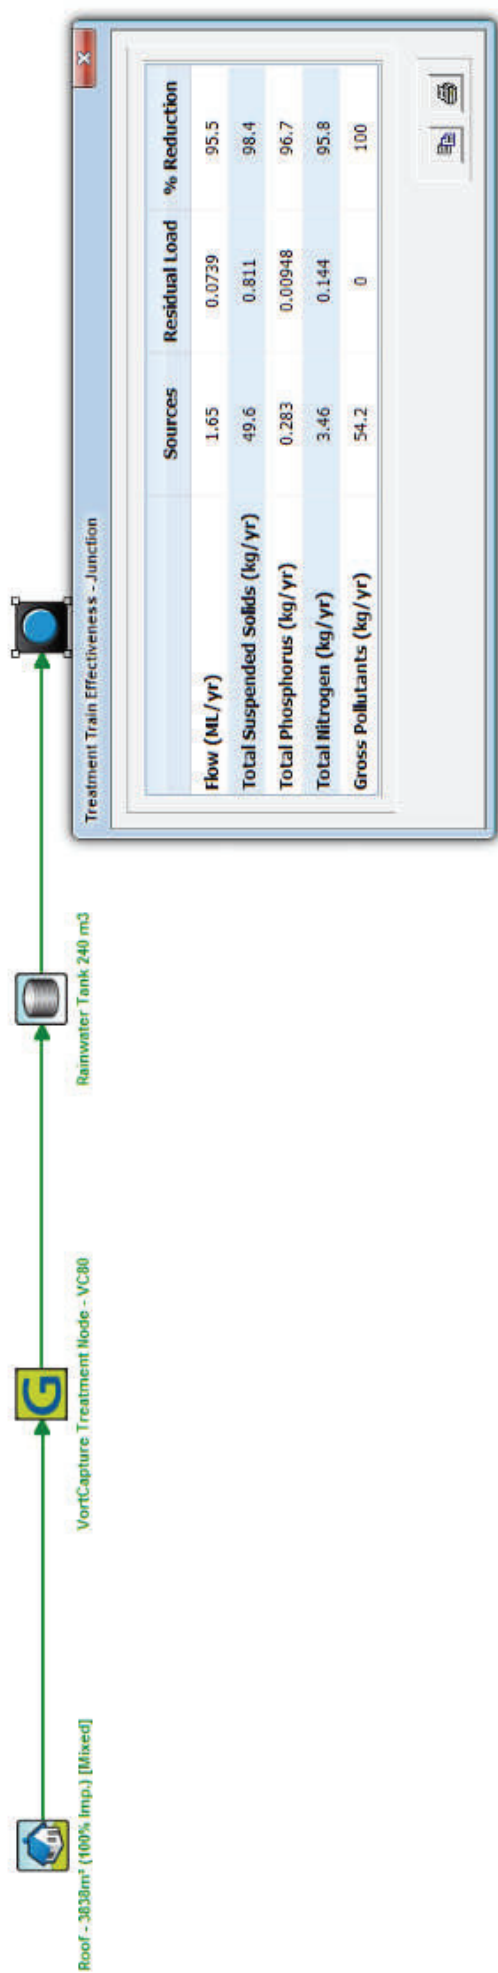 Roof - 3838m² (100% Imp.) [Mixed]
G
VortCapture Treatment Node - VC80
Rainwater Tank 240 m3
Treatment Train Effectiveness - Junction
x
Sources Residual Load % Reduction
Flow (ML/yr) 1.65 0.0739 95.5
Total Suspended Solids (kg/yr) 49.6 0.811 98.4
Total Phosphorus (kg/yr) 0.283 0.00948 96.7
Total Nitrogen (kg/yr) 3.46 0.144 95.8
Gross Pollutants (kg/yr) 54.2 0 100